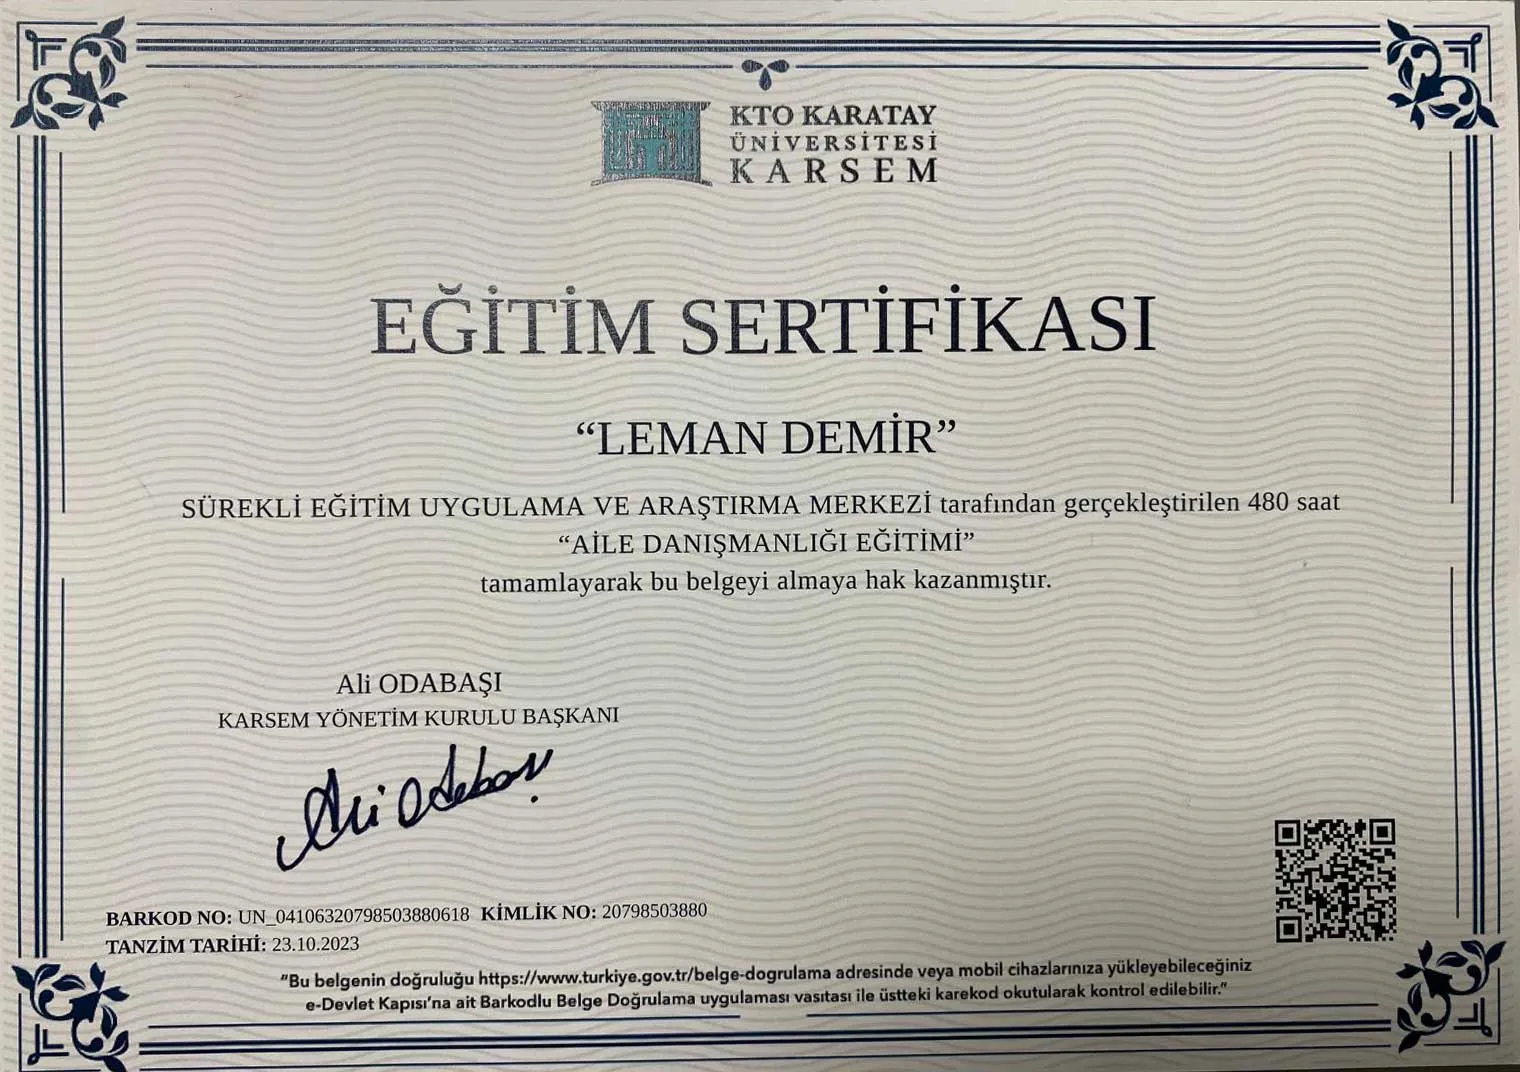 KTO KARATAY
ÜNİVERSİTESİ
KARSEM
EĞİTİM SERTİFİKASI
“LEMAN DEMİR”
SÜREKLİ EĞİTİM UYGULAMA VE ARAŞTIRMA MERKEZİ tarafından gerçekleştirilen 480 saat
“AİLE DANIŞMANLIĞI EĞİTİMİ”
tamamlayarak bu belgeyi almaya hak kazanmıştır.
Ali ODABAŞI
KARSEM YÖNETİM KURULU BAŞKANI
Ali Odabaşı
BARKOD NO: UN_04106320798503880618 KİMLİK NO: 20798503880
TANZİM TARİHİ: 23.10.2023
“Bu belgenin doğruluğu https://www.turkiye.gov.tr/belge-dogrulama adresinde veya mobil cihazlarınıza yükleyebileceğiniz
e-Devlet Kapısı’na ait Barkodlu Belge Doğrulama uygulaması vasıtası ile üstteki karekod okutularak kontrol edilebilir.”